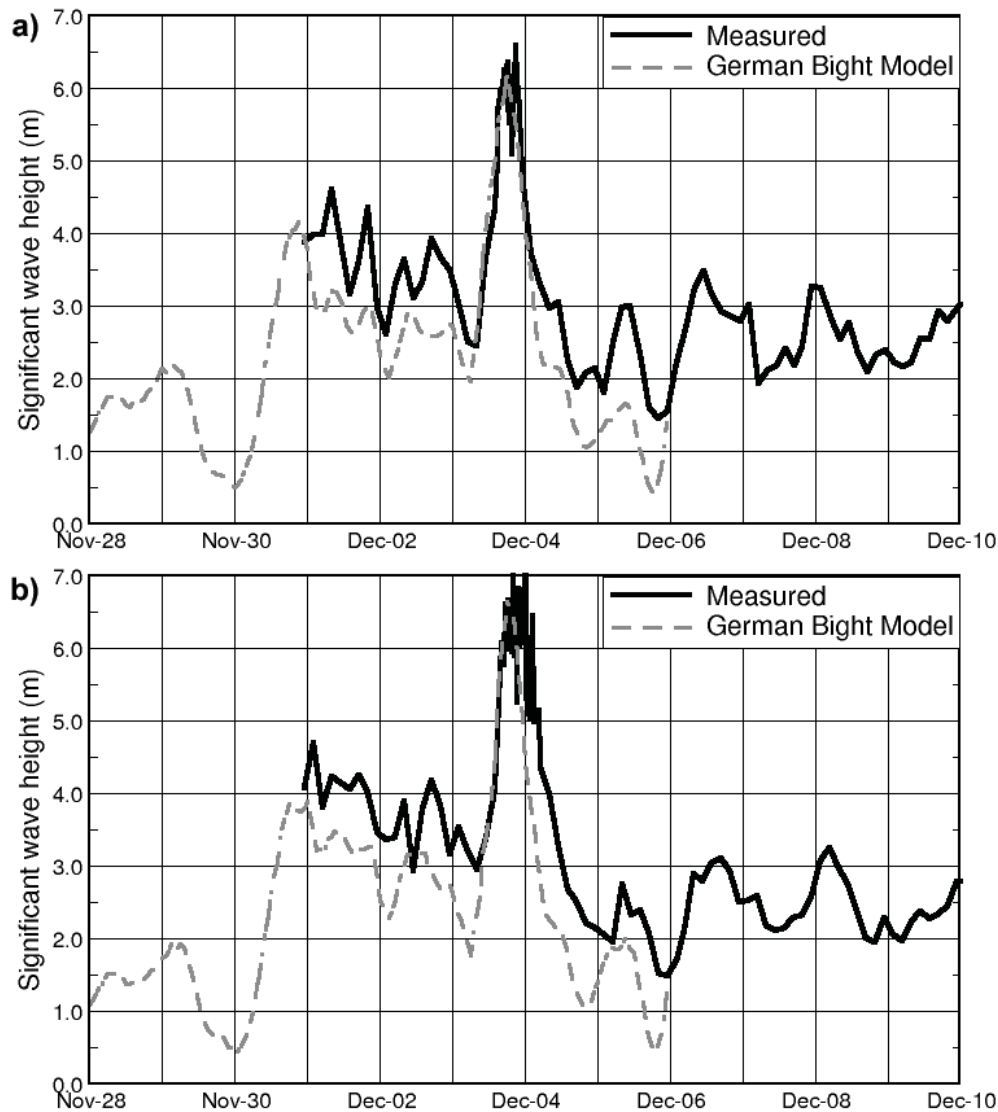 a)
Significant wave height (m)
7.0
6.0
5.0
4.0
3.0
2.0
1.0
0.0
Measured
German Bight Model
Nov-28 Nov-30 Dec-02 Dec-04 Dec-06 Dec-08 Dec-10
b)
Significant wave height (m)
7.0
6.0
5.0
4.0
3.0
2.0
1.0
0.0
Measured
German Bight Model
Nov-28 Nov-30 Dec-02 Dec-04 Dec-06 Dec-08 Dec-10